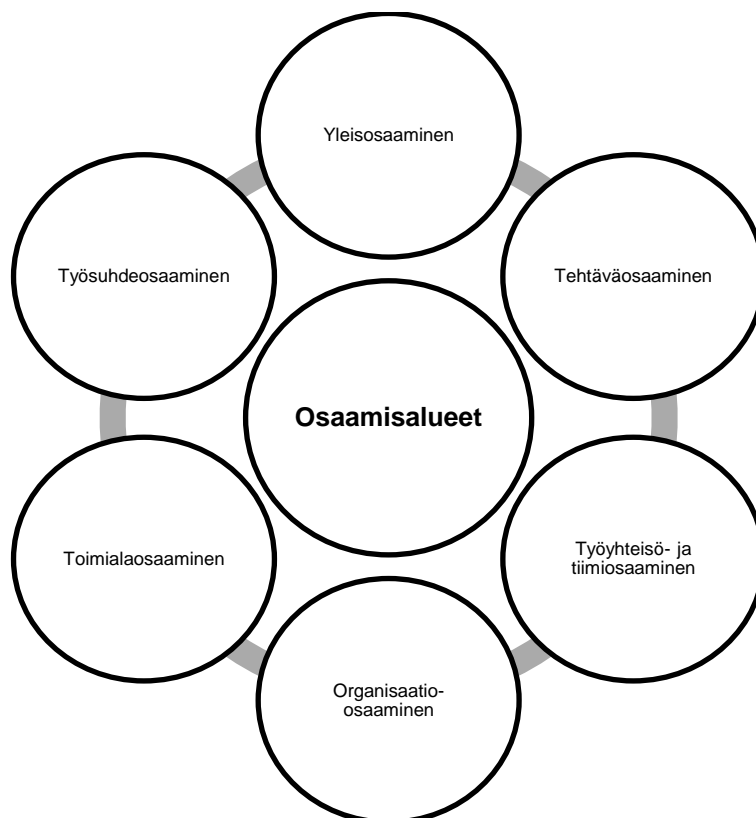 Yleisosaaminen
Työsuhdeosaaminen
Tehtäväosaaminen
Osaamisalueet
Toimialaosaaminen
Työyhteisö- ja
tiimiosaaminen
Organisaatio-
osaaminen